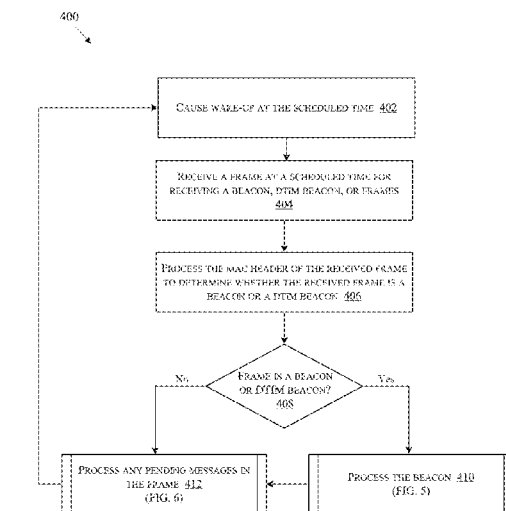 400
CAUSE WAKE-UP AT THE SCHEDULED TIME 402
RECEIVE A FRAME AT A SCHEDULED TIME FOR
RECEIVING A BEACON, DTIM BEACON, OR FRAMES
404
PROCESS THE MAC HEADER OF THE RECEIVED FRAME
TO DETERMINE WHETHER THE RECEIVED FRAME IS A
BEACON OR A DTIM BEACON 406
FRAME IS A BEACON
OR DTIM BEACON?
408
No
Yes
PROCESS ANY PENDING MESSAGES IN
THE FRAME 412
(FIG. 6)
PROCESS THE BEACON 410
(FIG. 5)